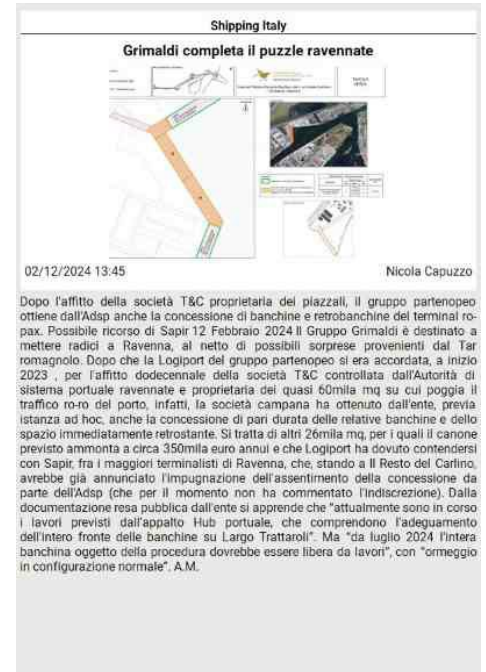 Shipping Italy
Grimaldi completa il puzzle ravennate
02/12/2024 13:45
Nicola Capuzzo
Dopo l'affitto della società T&C proprietaria dei piazzali, il gruppo partenopeo
ottiene dall'Adsp anche la concessione di banchine e retrobanchine del terminal ro-
pax. Possibile ricorso di Sapir 12 Febbraio 2024 Il Gruppo Grimaldi è destinato a
mettere radici a Ravenna, al netto di possibili sorprese provenienti dal Tar
romagnolo. Dopo che la Logiport del gruppo partenopeo si era accordata, a inizio
2023 , per l'affitto dodecennale della società T&C controllata dall'Autorità di
sistema portuale ravennate e proprietaria dei quasi 60mila mq su cui poggia il
traffico ro-ro del porto, infatti, la società campana ha ottenuto dall'ente, previa
istanza ad hoc, anche la concessione di pari durata delle relative banchine e dello
spazio immediatamente retrostante. Si tratta di altri 26mila mq, per i quali il canone
previsto ammonta a circa 350mila euro annui e che Logiport ha dovuto contendersi
con Sapir, fra i maggiori terminalisti di Ravenna, che, stando a Il Resto del Carlino,
avrebbe già annunciato l'impugnazione dell'assentimento della concessione da
parte dell'Adsp (che per il momento non ha commentato l'indiscrezione). Dalla
documentazione resa pubblica dall'ente si apprende che "attualmente sono in corso
i lavori previsti dall'appalto Hub portuale, che comprendono l'adeguamento
dell'intero fronte delle banchine su Largo Trattaroli". Ma "da luglio 2024 l'intera
banchina oggetto della procedura dovrebbe essere libera da lavori", con "ormeggio
in configurazione normale". A.M.